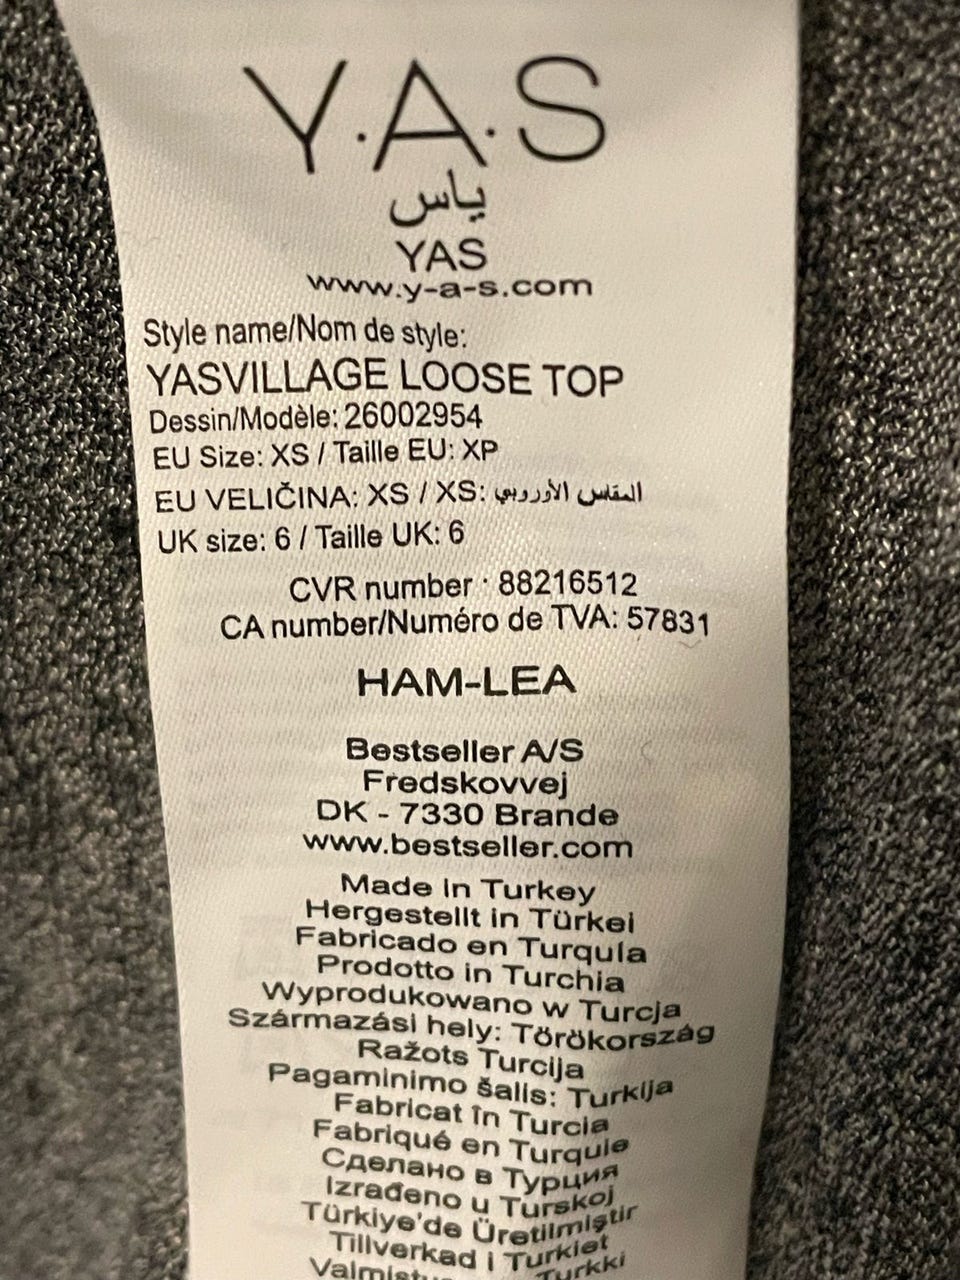 Y.A.S
ياس
YAS
www.y-a-s.com
Style name/Nom de style:
YASVILLAGE LOOSE TOP
Dessin/Modèle: 26002954
EU Size: XS / Taille EU: XP
EU VELIČINA: XS / XS: المقاس الأوروبي
UK size: 6 / Taille UK: 6
CVR number : 88216512
CA number/Numéro de TVA: 57831
HAM-LEA
Bestseller A/S
Fredskovvej
DK - 7330 Brande
www.bestseller.com
Made in Turkey
Hergestellt in Türkei
Fabricado en Turquía
Prodotto in Turchia
Wyprodukowano w Turcja
Származási hely: Törökország
Ražots Turcija
Pagaminimo šalis: Turkija
Fabricat în Turcia
Fabriqué en Turquie
Сделано в Турция
Izrađeno u Turskoj
Türkiye'de Üretilmiştir
Tillverkad i Turkiet
Turkki